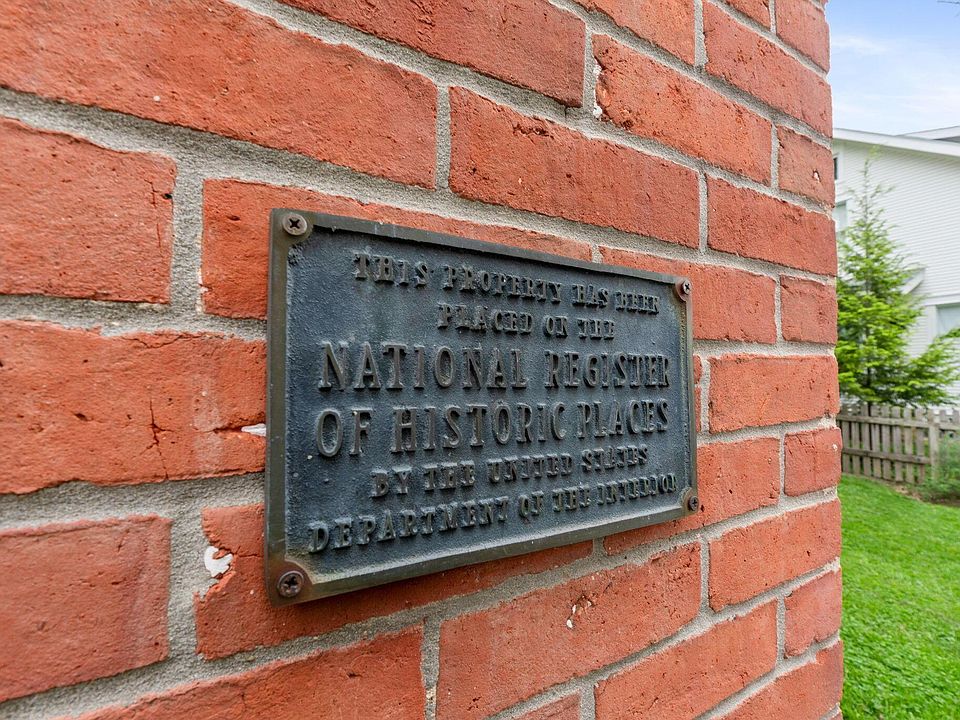 THIS PROPERTY HAS BEEN
PLACED ON THE
NATIONAL REGISTER
OF HISTORIC PLACES
BY THE UNITED STATES
DEPARTMENT OF THE INTERIOR